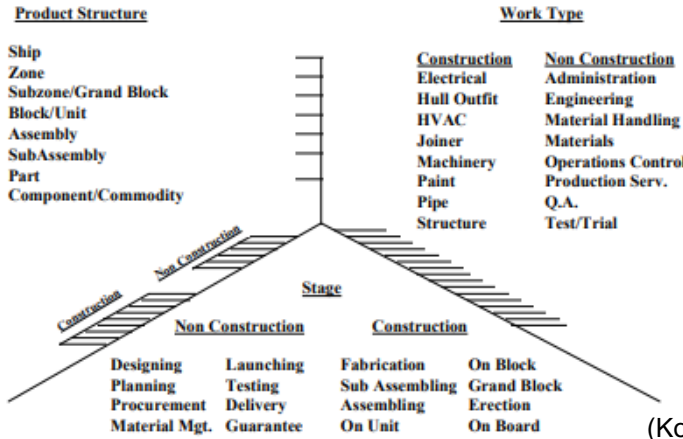 Product Structure
Ship
Zone
Subzone/Grand Block
Block/Unit
Assembly
SubAssembly
Part
Component/Commodity
Work Type
Construction Non Construction
Electrical Administration
Hull Outfit Engineering
HVAC Material Handling
Joiner Materials
Machinery Operations Control
Paint Production Serv.
Pipe Q.A.
Structure Test/Trial
Non Construction
Construction
Stage
Non Construction Construction
Designing Launching Fabrication On Block
Planning Testing Sub Assembling Grand Block
Procurement Delivery Assembling Erection
Material Mgt. Guarantee On Unit On Board
(Ko